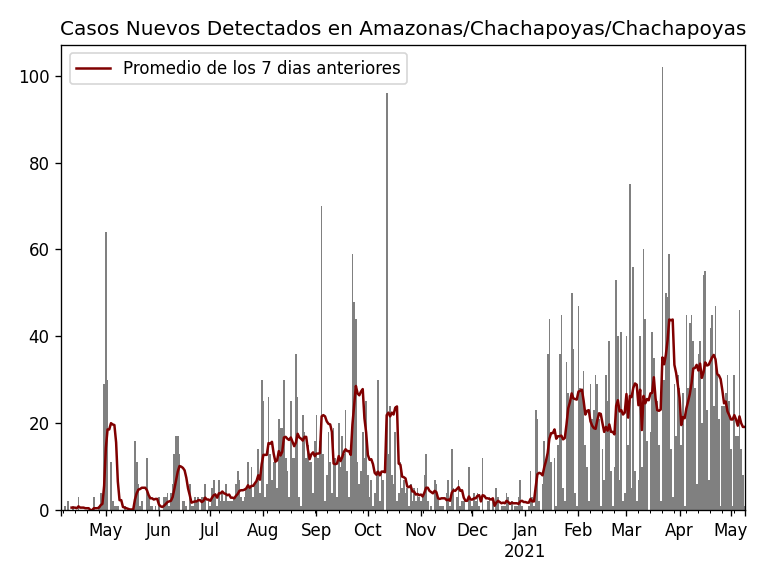 Casos Nuevos Detectados en Amazonas/Chachapoyas/Chachapoyas
Promedio de los 7 dias anteriores
100
80
60
40
20
0
May Jun Jul Aug Sep Oct Nov Dec Jan Feb Mar Apr May
2021